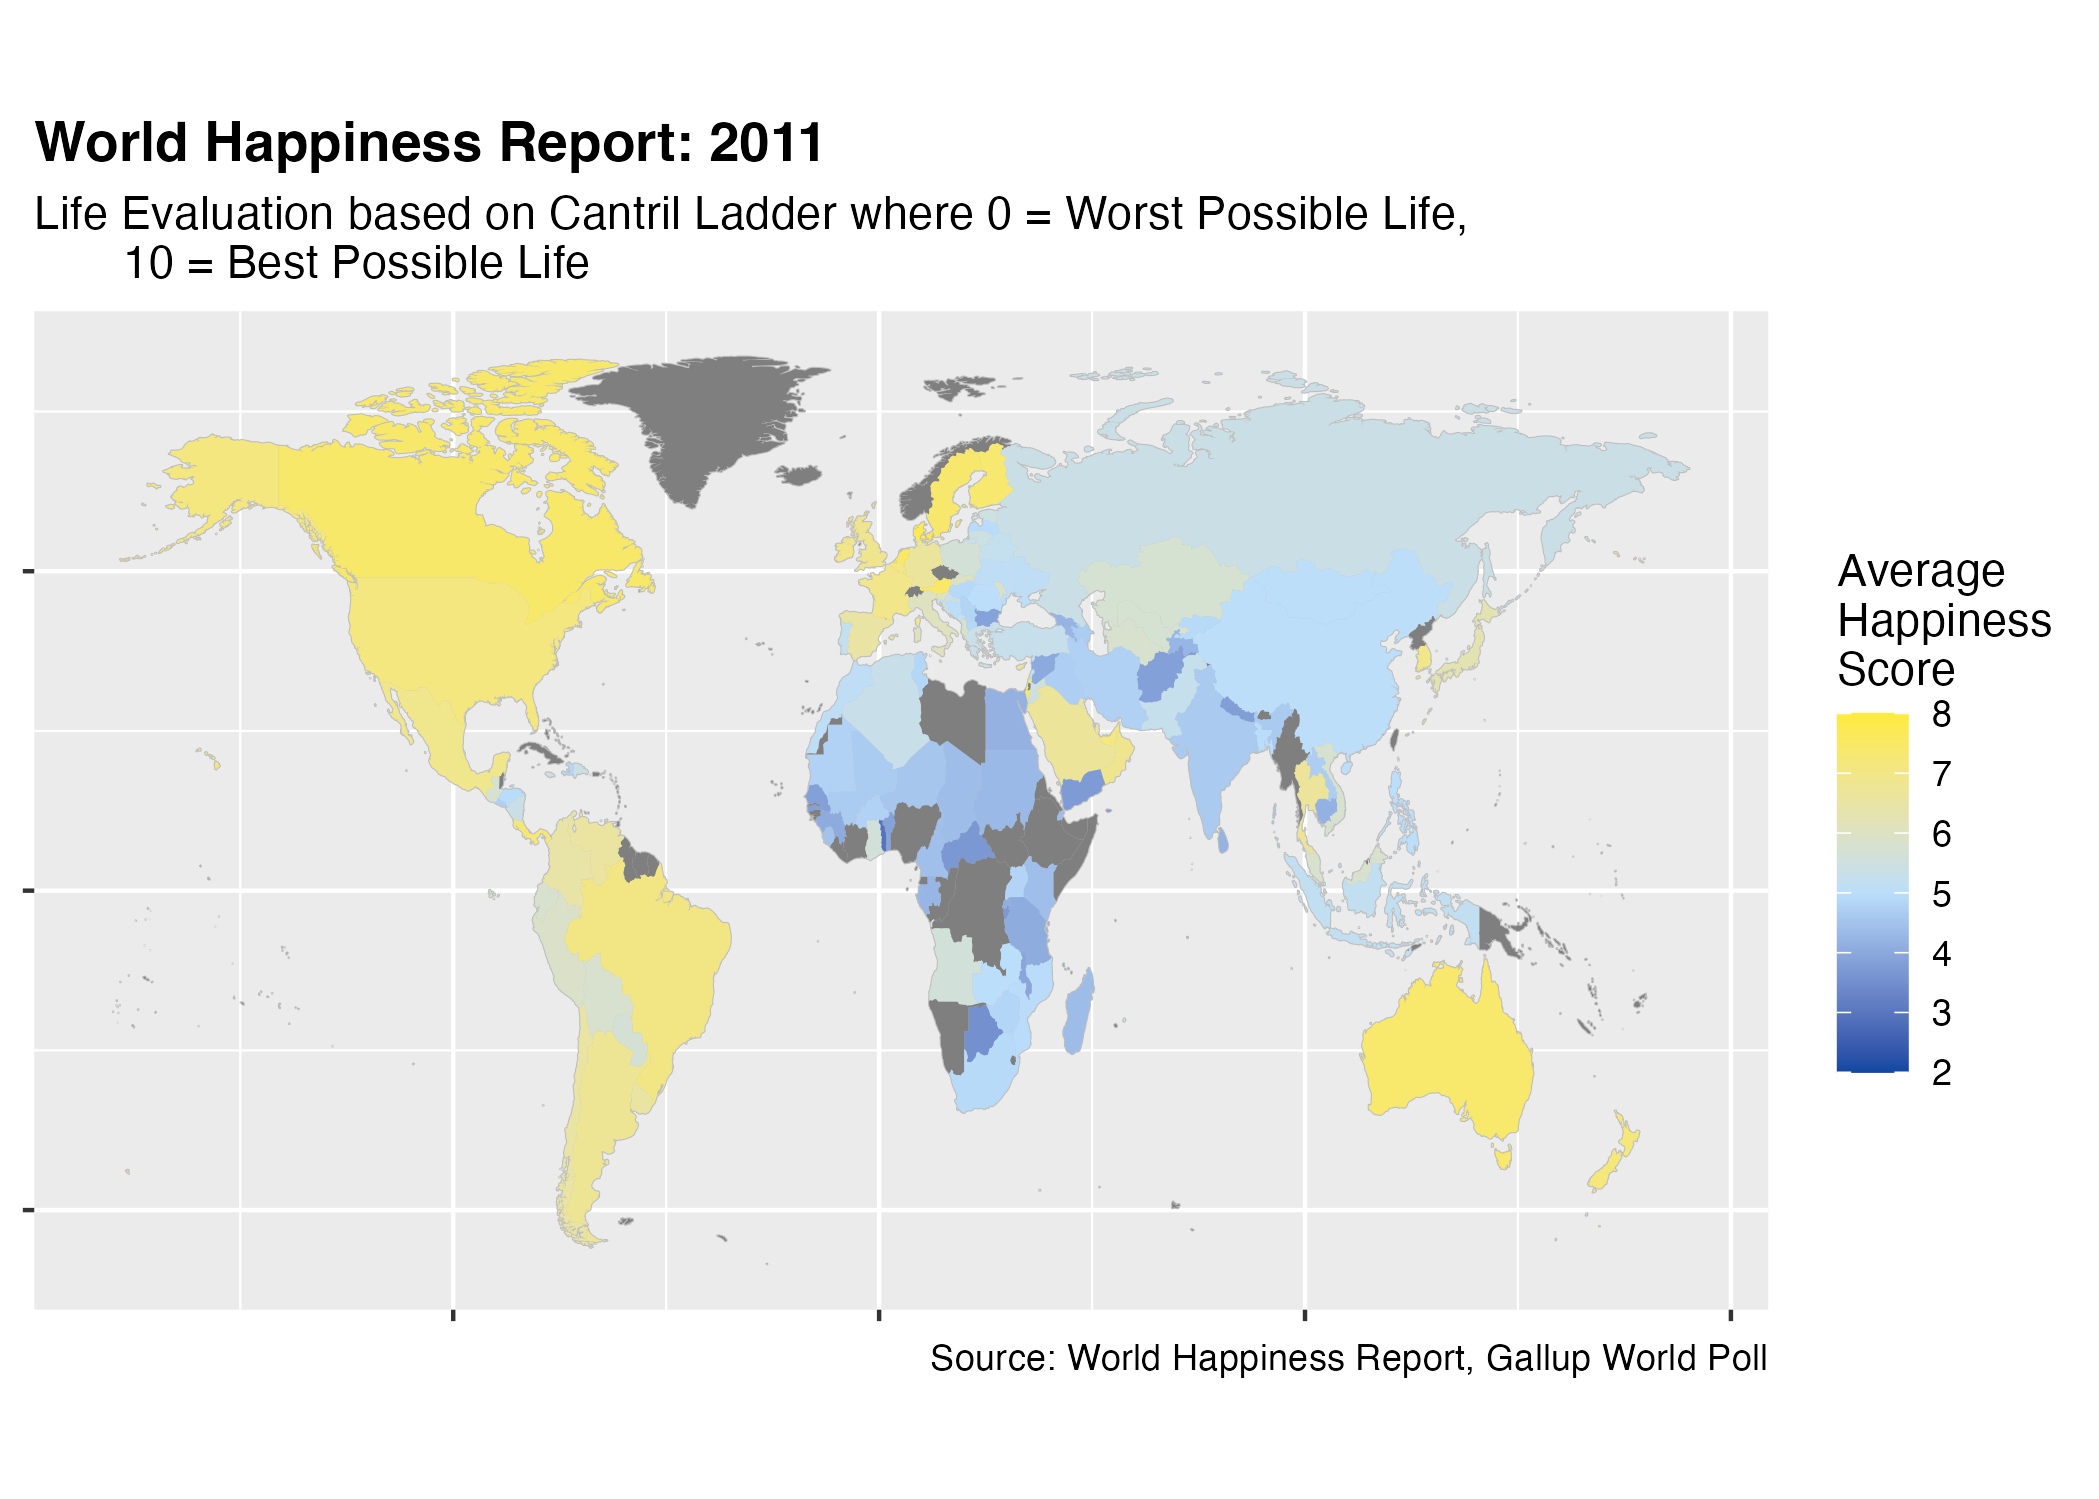 World Happiness Report: 2011
Life Evaluation based on Cantril Ladder where 0 = Worst Possible Life,
10 = Best Possible Life
Average
Happiness
Score
8
7
6
5
4
3
2
Source: World Happiness Report, Gallup World Poll